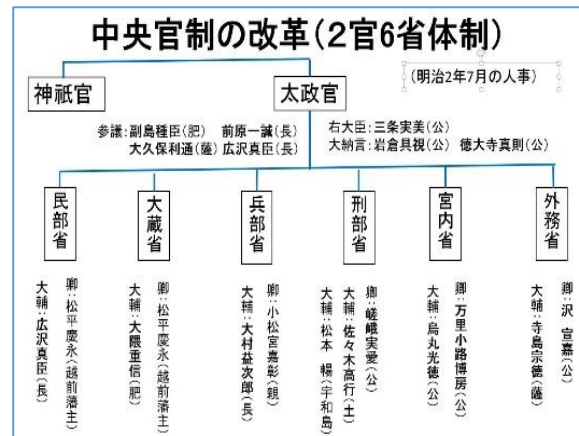 中央官制の改革(2官6省体制)
(明治2年7月の人事)
神祇官
太政官
参議:副島種臣(肥) 前原一誠(長)
大久保利通(薩) 広沢真臣(長)
右大臣:三条実美(公)
大納言:岩倉具視(公) 徳大寺真則(公)
民部省
大蔵省
兵部省
刑部省
宮内省
外務省
卿:松平慶永(越前藩主)
大輔:広沢真臣(長)
卿:松平慶永(越前藩主)
大輔:大隈重信(肥)
卿:小松宮嘉彰(親)
大輔:大村益次郎(長)
卿:嵯峨実愛(公)
大輔:佐々木高行(土)
大輔:松本 暢(宇和島)
卿:万里小路博房(公)
大輔:烏丸光徳(公)
卿:沢 宣嘉(公)
大輔:寺島宗徳(薩)